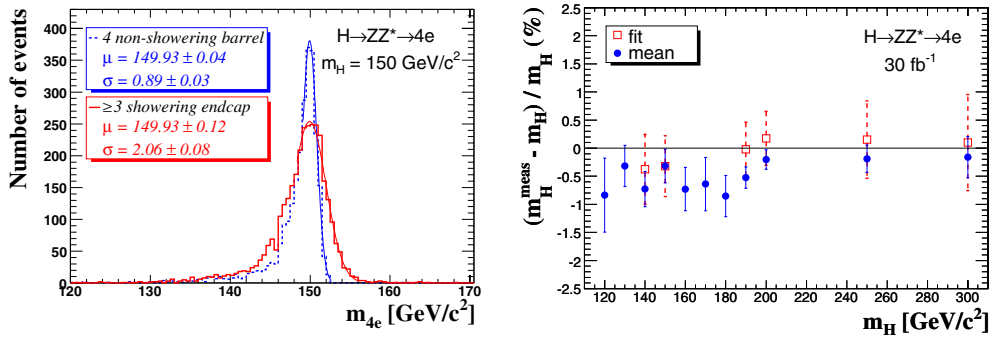 Number of events
400
350
300
250
200
150
100
50
0
4 non-showering barrel
μ = 149.93 ± 0.04
σ = 0.89 ± 0.03
≥3 showering endcap
μ = 149.93 ± 0.12
σ = 2.06 ± 0.08
H→ZZ*→4e
m_H = 150 GeV/c²
120 130 140 150 160 170
m_4e [GeV/c²]
(m_H^meas - m_H) / m_H (%)
2.5
2
1.5
1
0.5
0
-0.5
-1
-1.5
-2
-2.5
fit
mean
H→ZZ*→4e
30 fb⁻¹
120 140 160 180 200 220 240 260 280 300
m_H [GeV/c²]